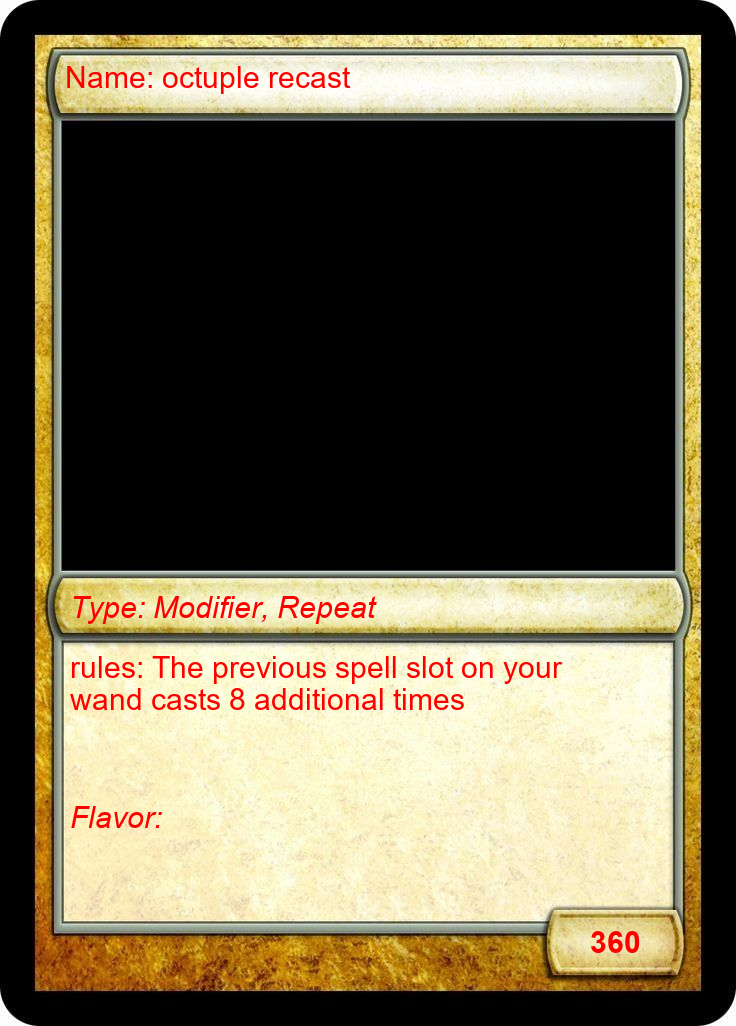 Name: octuple recast
Type: Modifier, Repeat
rules: The previous spell slot on your
wand casts 8 additional times
Flavor:
360